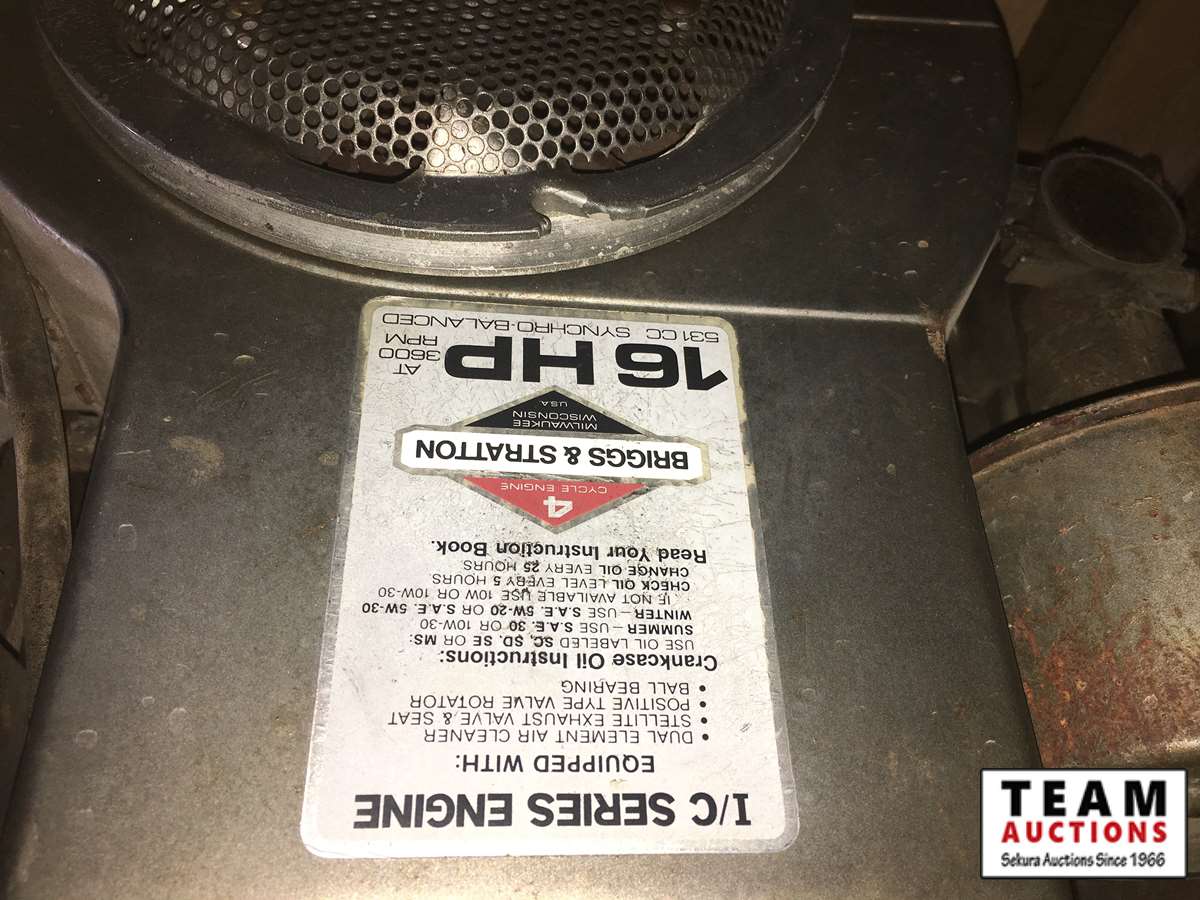 I/C SERIES ENGINE
EQUIPPED WITH:
• DUAL ELEMENT AIR CLEANER
• STELLITE EXHAUST VALVE & SEAT
• POSITIVE TYPE VALVE ROTATOR
• BALL BEARING
Crankcase Oil Instructions:
USE OIL LABELED SC, SD, SE OR MS:
SUMMER – USE S.A.E. 30 OR 10W-30
WINTER – USE S.A.E. 5W-20 OR S.A.E. 5W-30
IF NOT AVAILABLE USE 10W OR 10W-30
CHECK OIL LEVEL EVERY 5 HOURS.
CHANGE OIL EVERY 25 HOURS.
Read Your Instruction Book.
4
CYCLE ENGINE
BRIGGS & STRATTON
MILWAUKEE
WISCONSIN
USA
16 HP AT 3600 RPM
531 CC SYNCHRO-BALANCED
TEAM
AUCTIONS
Sekura Auctions Since 1966